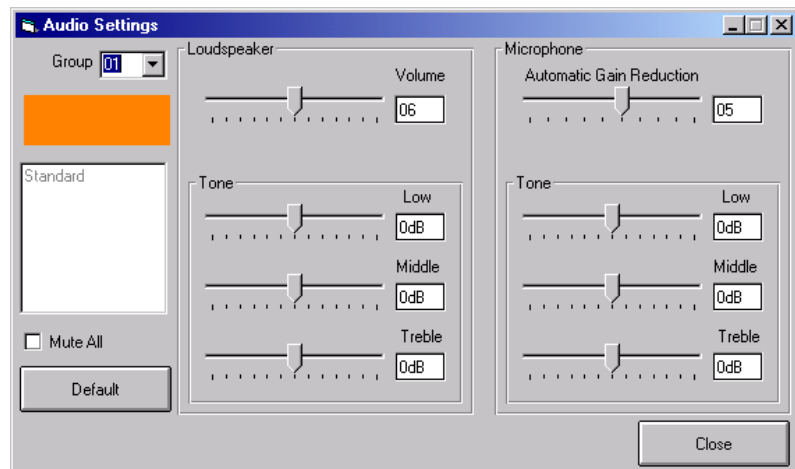 Audio Settings
Group 01
Standard
Mute All
Default
Loudspeaker
Volume
06
Tone
Low
0dB
Middle
0dB
Treble
0dB
Microphone
Automatic Gain Reduction
05
Tone
Low
0dB
Middle
0dB
Treble
0dB
Close